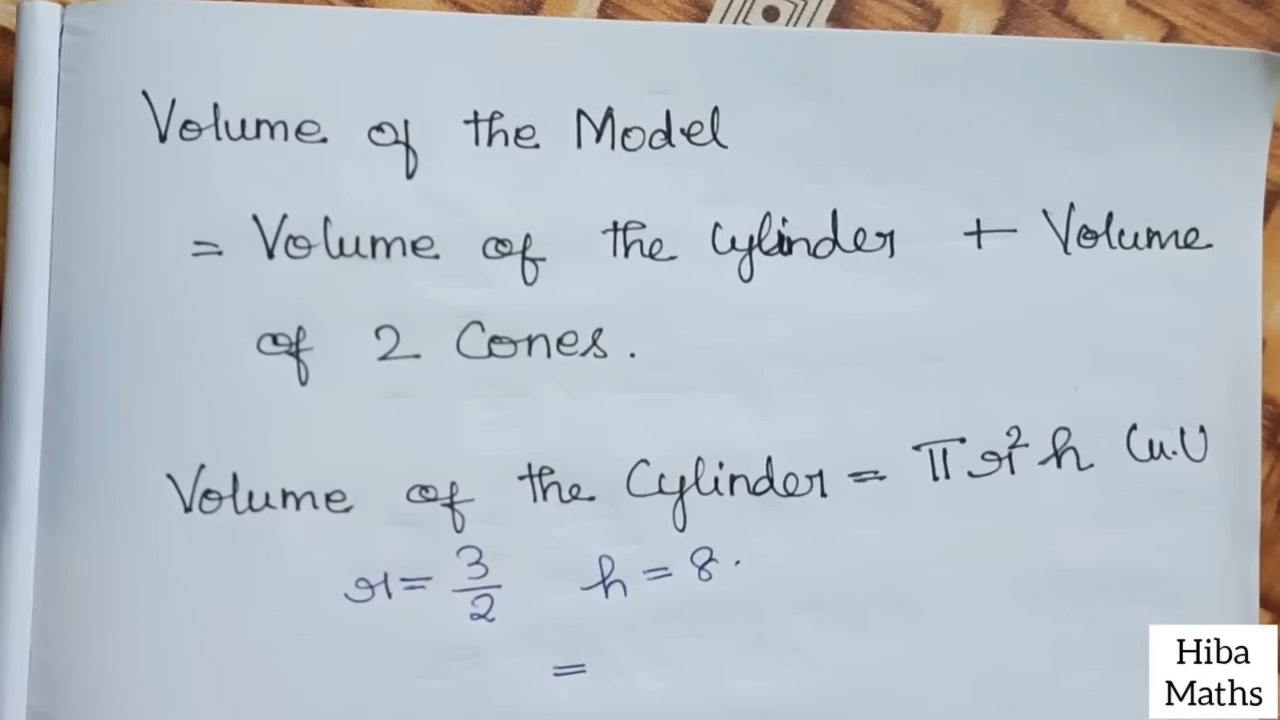 Volume of the Model
= Volume of the Cylinder + Volume
of 2 Cones.
Volume of the Cylinder = πr²h Cu.U
r = 3/2 h = 8.
=
Hiba
Maths